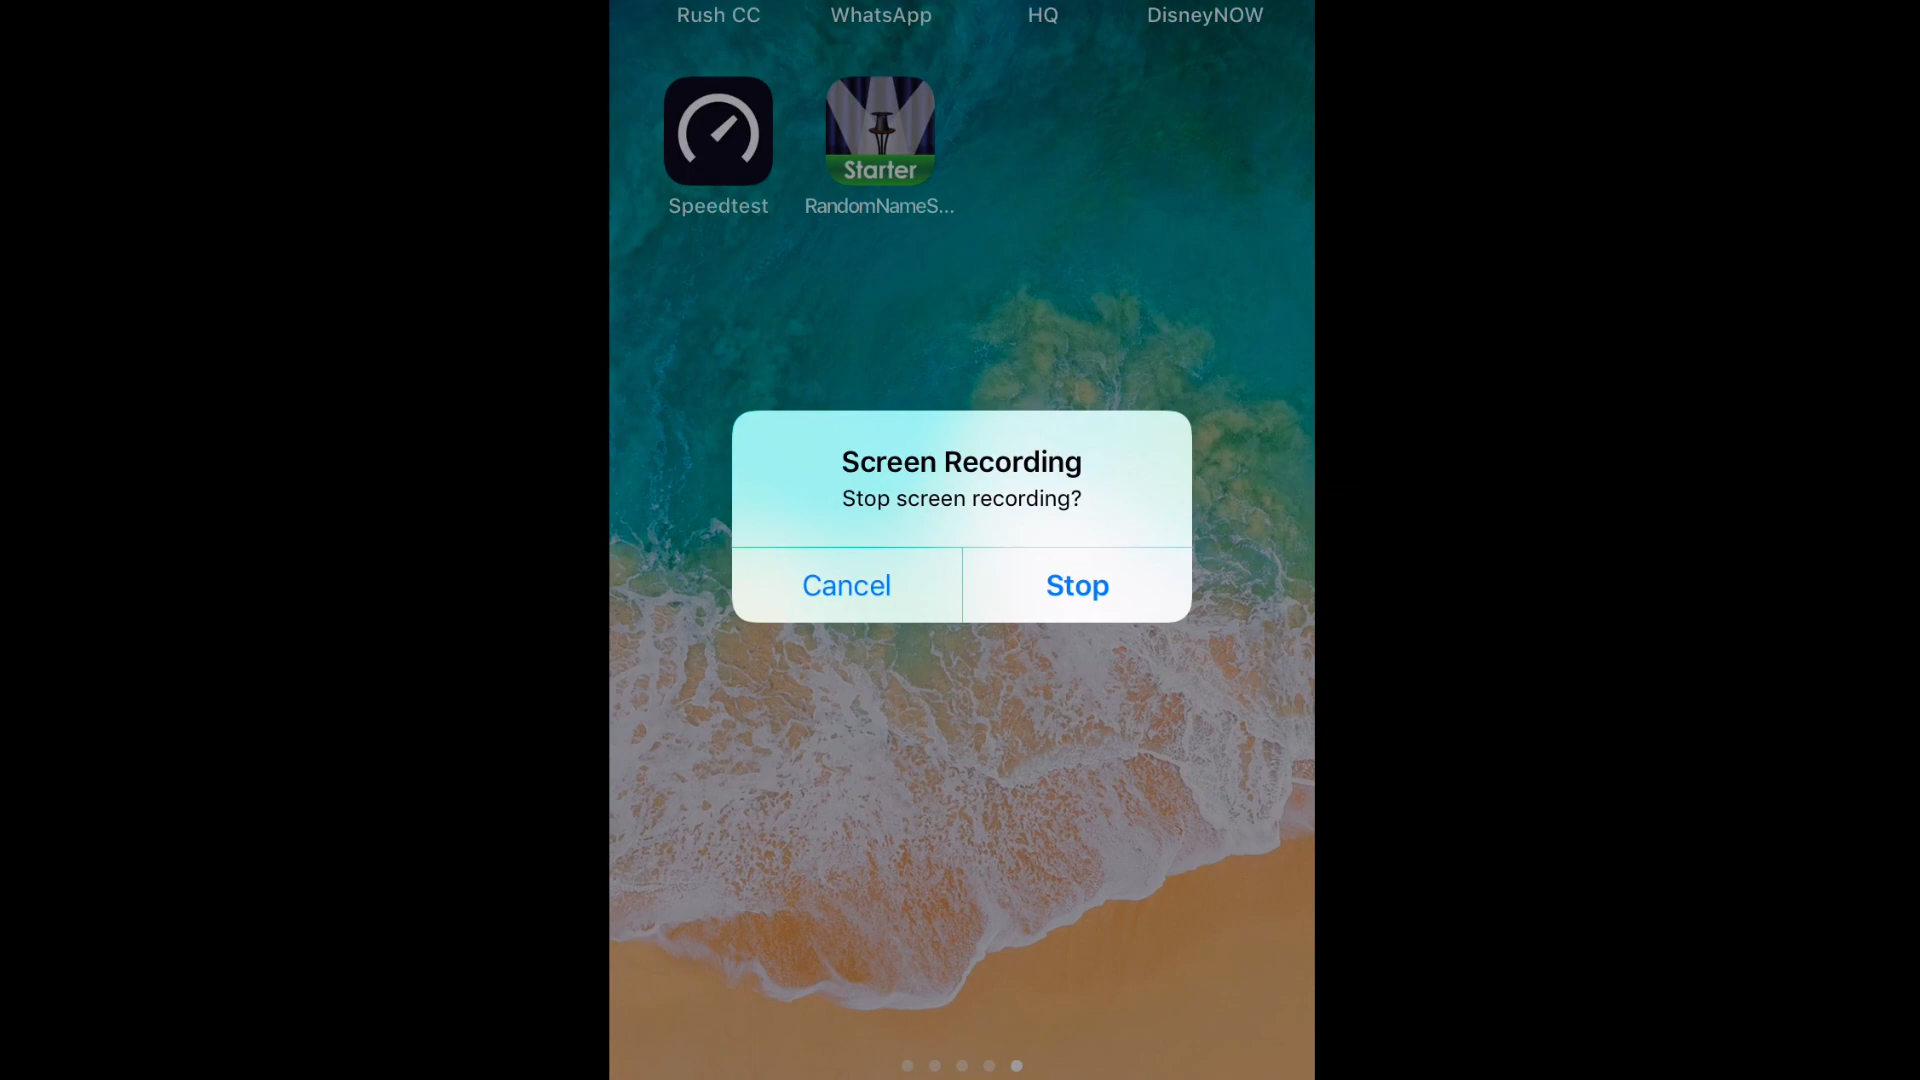 Rush CC WhatsApp HQ DisneyNOW
Starter
Speedtest RandomNameS...
Screen Recording
Stop screen recording?
Cancel Stop